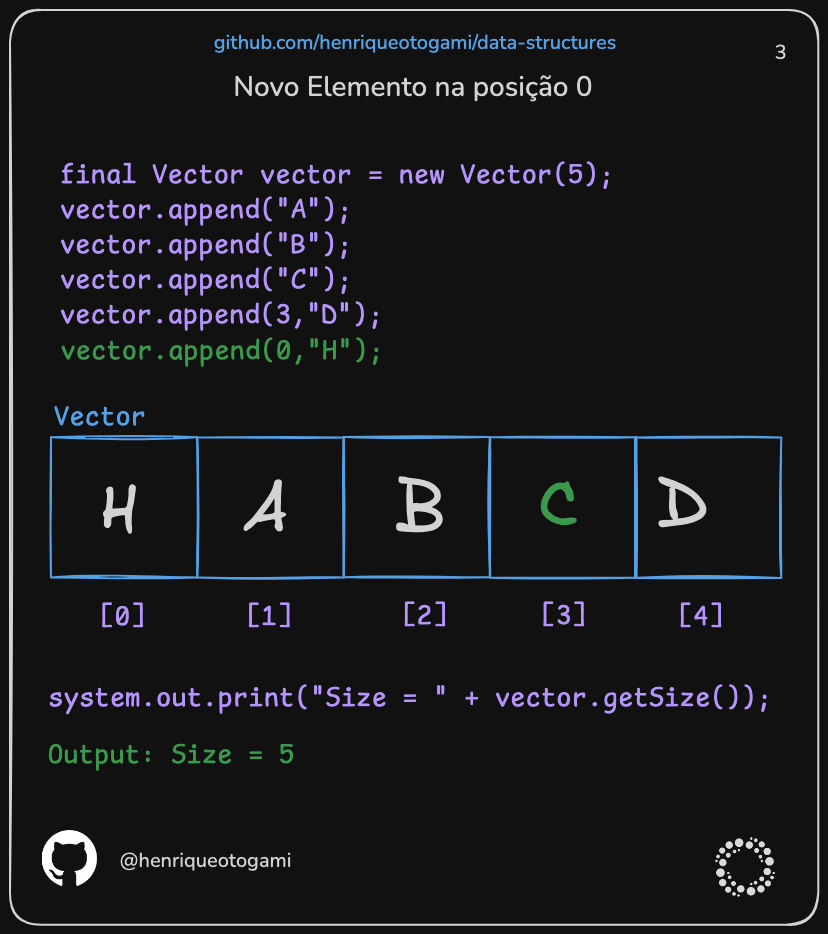 github.com/henriqueotogami/data-structures
3
Novo Elemento na posição 0
final Vector vector = new Vector(5);
vector.append("A");
vector.append("B");
vector.append("C");
vector.append(3,"D");
vector.append(0,"H");
Vector
H A B C D
[0] [1] [2] [3] [4]
system.out.print("Size = " + vector.getSize());
Output: Size = 5
@henriqueotogami